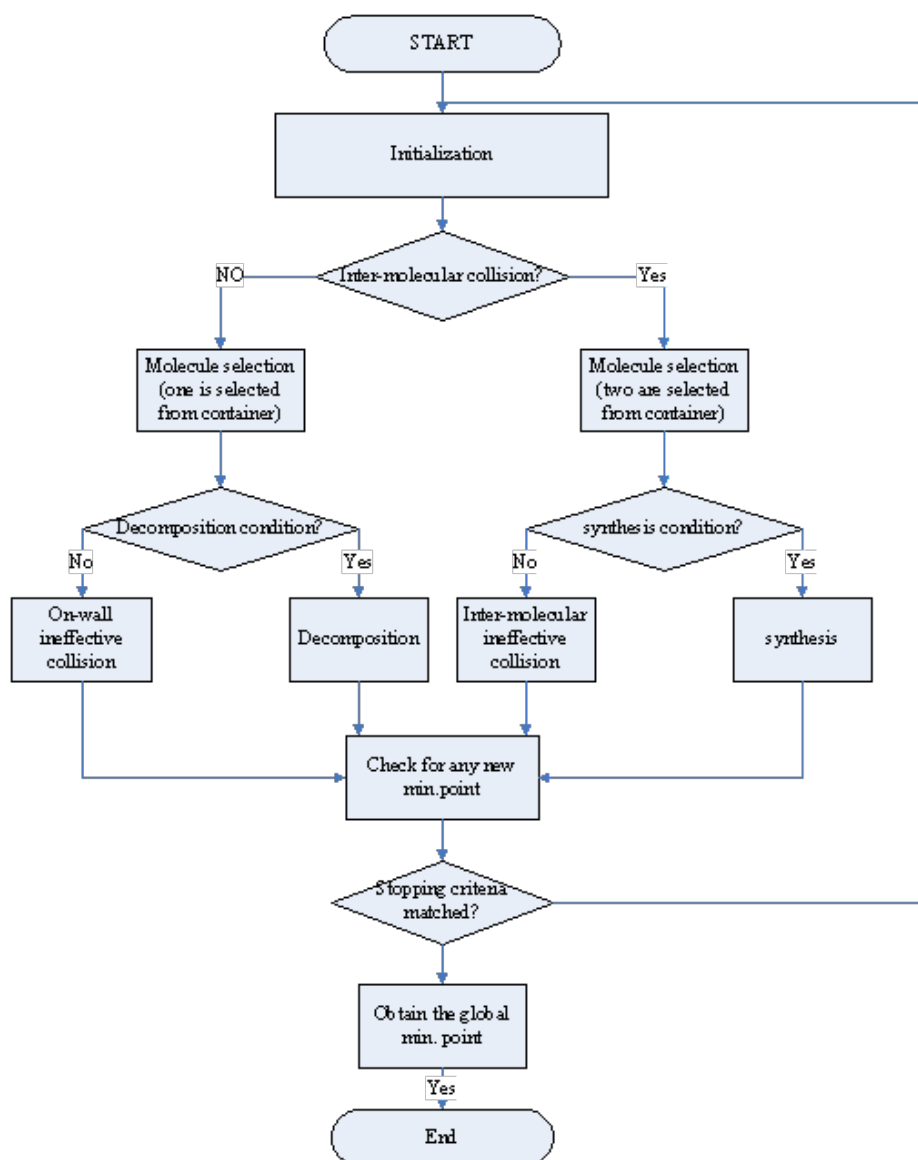 START
Initialization
Inter-molecular collision?
NO
Yes
Molecule selection
(one is selected
from container)
Molecule selection
(two are selected
from container)
Decomposition condition?
synthesis condition?
No
Yes
No
Yes
On-wall
ineffective
collision
Decomposition
Inter-molecular
ineffective
collision
synthesis
Check for any new
min.point
Stopping criteria
matched?
Obtain the global
min. point
Yes
End